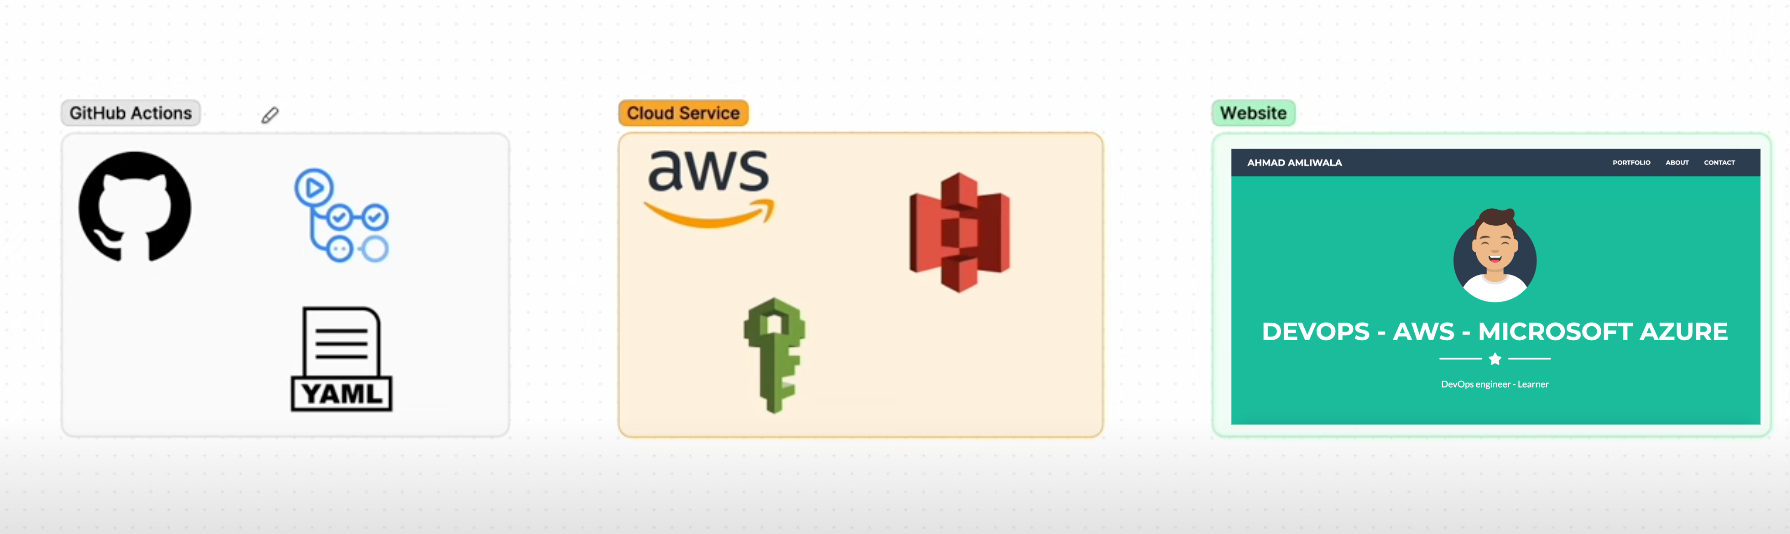 GitHub Actions
YAML
Cloud Service
aws
Website
AHMAD AMLIWALA
PORTFOLIO ABOUT CONTACT
DEVOPS - AWS - MICROSOFT AZURE
DevOps engineer - Learner